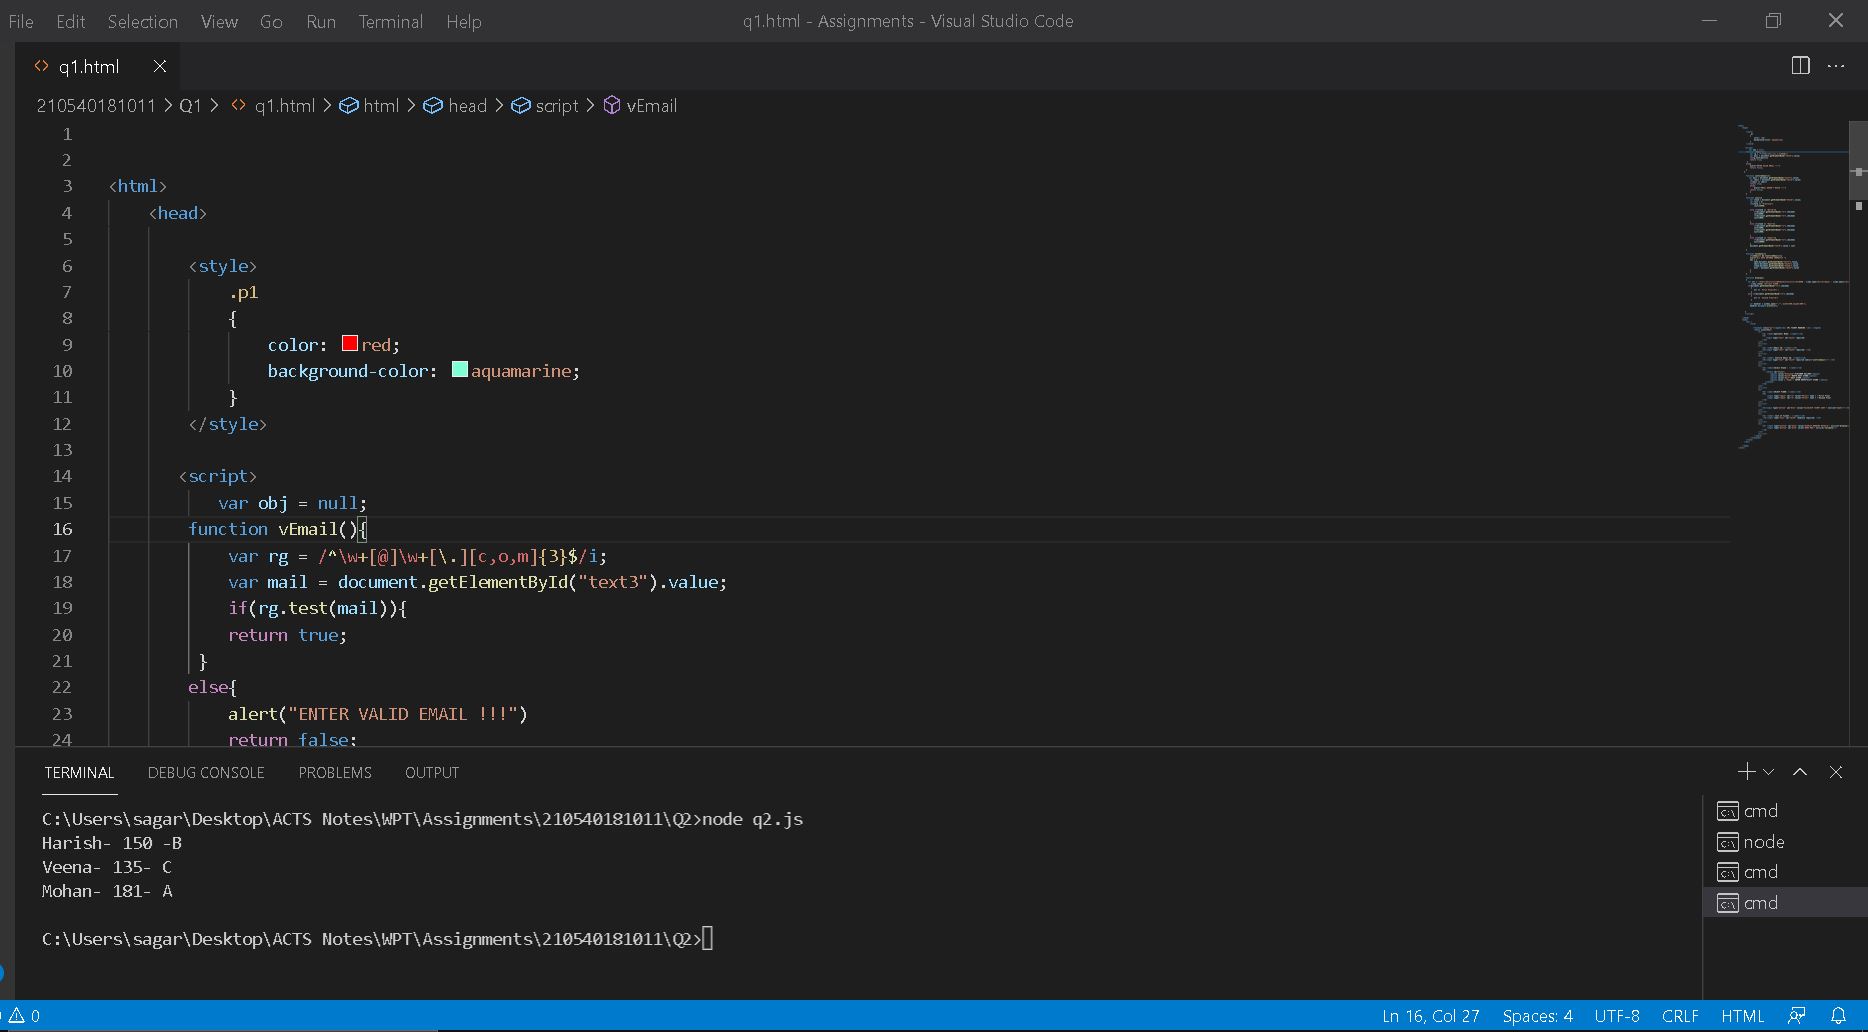 File Edit Selection View Go Run Terminal Help q1.html - Assignments - Visual Studio Code
q1.html
210540181011 > Q1 > q1.html > html > head > script > vEmail
1
2
3 <html>
4 <head>
5
6 <style>
7 .p1
8 {
9 color: red;
10 background-color: aquamarine;
11 }
12 </style>
13
14 <script>
15 var obj = null;
16 function vEmail(){
17 var rg = /^\w+[@]\w+[\.][c,o,m]{3}$/i;
18 var mail = document.getElementById("text3").value;
19 if(rg.test(mail)){
20 return true;
21 }
22 else{
23 alert("ENTER VALID EMAIL !!!")
24 return false;
TERMINAL DEBUG CONSOLE PROBLEMS OUTPUT
C:\Users\sagar\Desktop\ACTS Notes\WPT\Assignments\210540181011\Q2>node q2.js
Harish- 150 -B
Veena- 135- C
Mohan- 181- A
C:\Users\sagar\Desktop\ACTS Notes\WPT\Assignments\210540181011\Q2>
cmd
node
cmd
cmd
0 Ln 16, Col 27 Spaces: 4 UTF-8 CRLF HTML